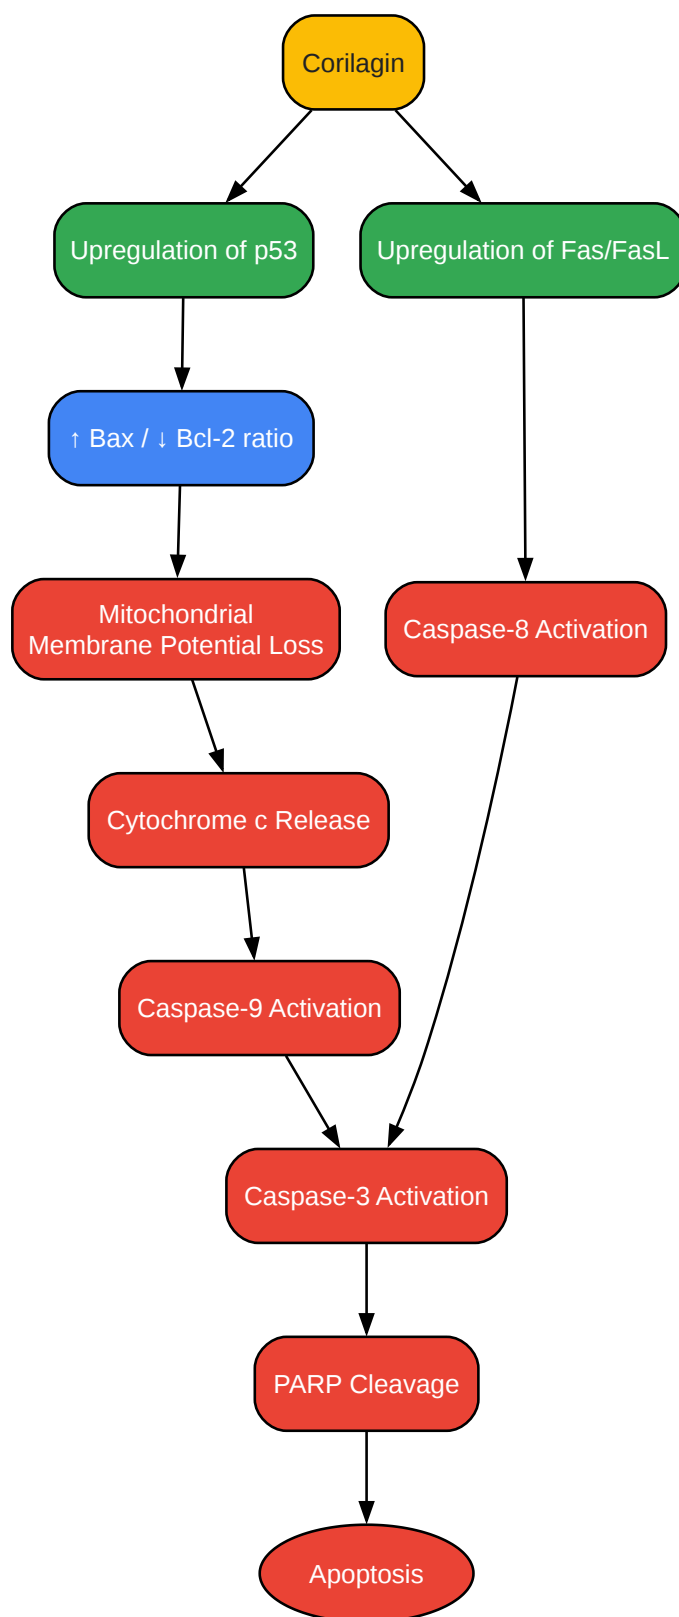 Corilagin
Upregulation of p53
Upregulation of Fas/FasL
↑ Bax / ↓ Bcl-2 ratio
Mitochondrial
Membrane Potential Loss
Caspase-8 Activation
Cytochrome c Release
Caspase-9 Activation
Caspase-3 Activation
PARP Cleavage
Apoptosis